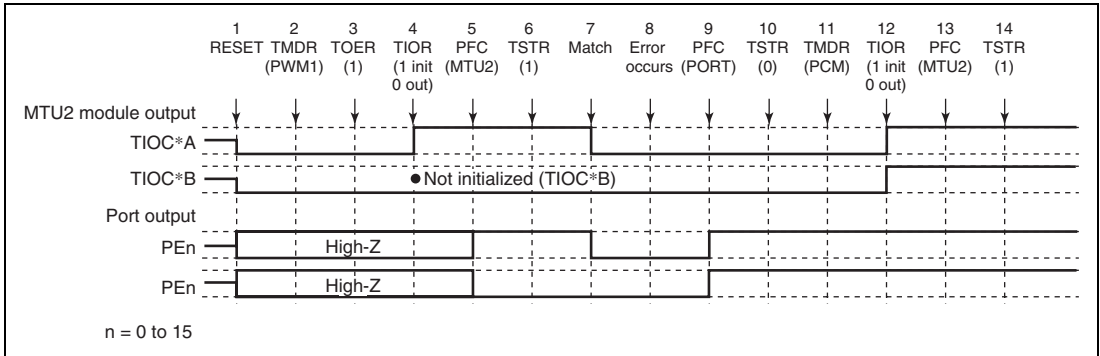 1 2 3 4 5 6 7 8 9 10 11 12 13 14
RESET TMDR TOER TIOR PFC TSTR Match Error PFC TSTR TMDR TIOR PFC TSTR
(PWM1) (1) (1 init (MTU2) (1) occurs (PORT) (0) (PCM) (1 init (MTU2) (1)
0 out) 0 out)
MTU2 module output
TIOC*A
TIOC*B
●Not initialized (TIOC*B)
Port output
PEn
High-Z
PEn
High-Z
n = 0 to 15